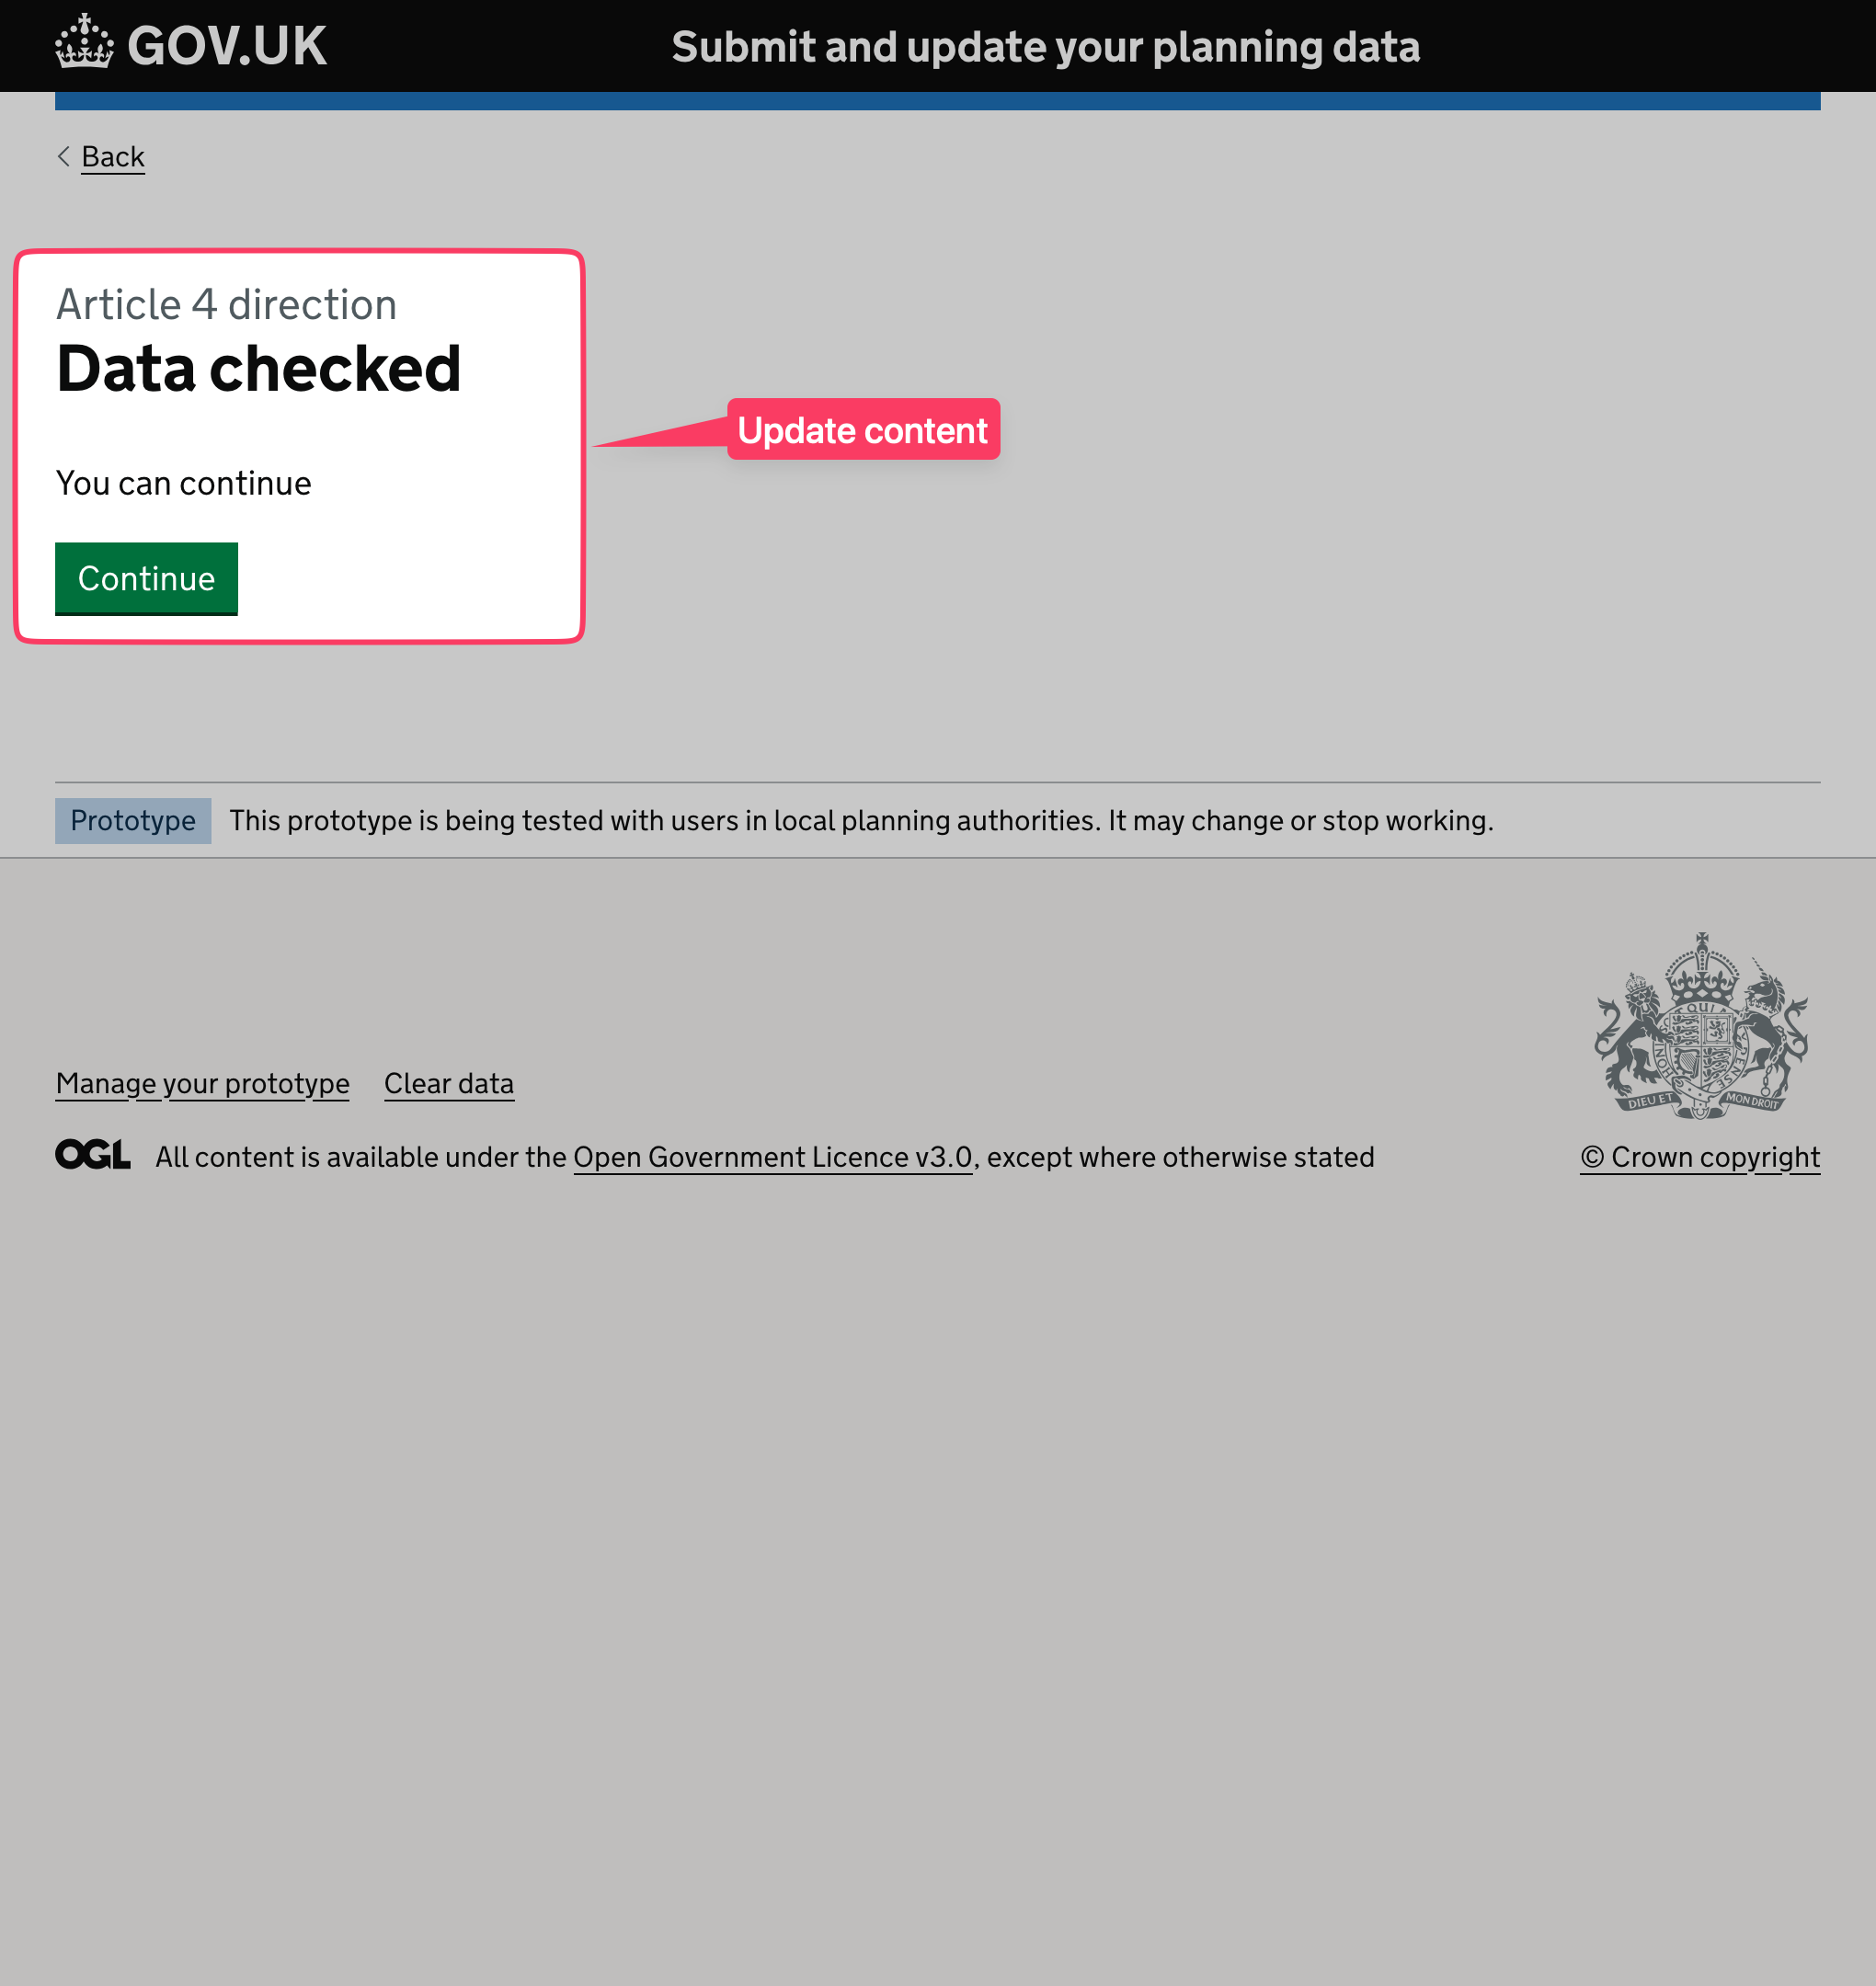 GOV.UK
Submit and update your planning data
Back
Article 4 direction
Data checked
Update content
You can continue
Continue
Prototype This prototype is being tested with users in local planning authorities. It may change or stop working.
QUI PENSE
HONI
DIEU ET MON DROIT
Manage your prototype Clear data
OGL All content is available under the Open Government Licence v3.0, except where otherwise stated
© Crown copyright